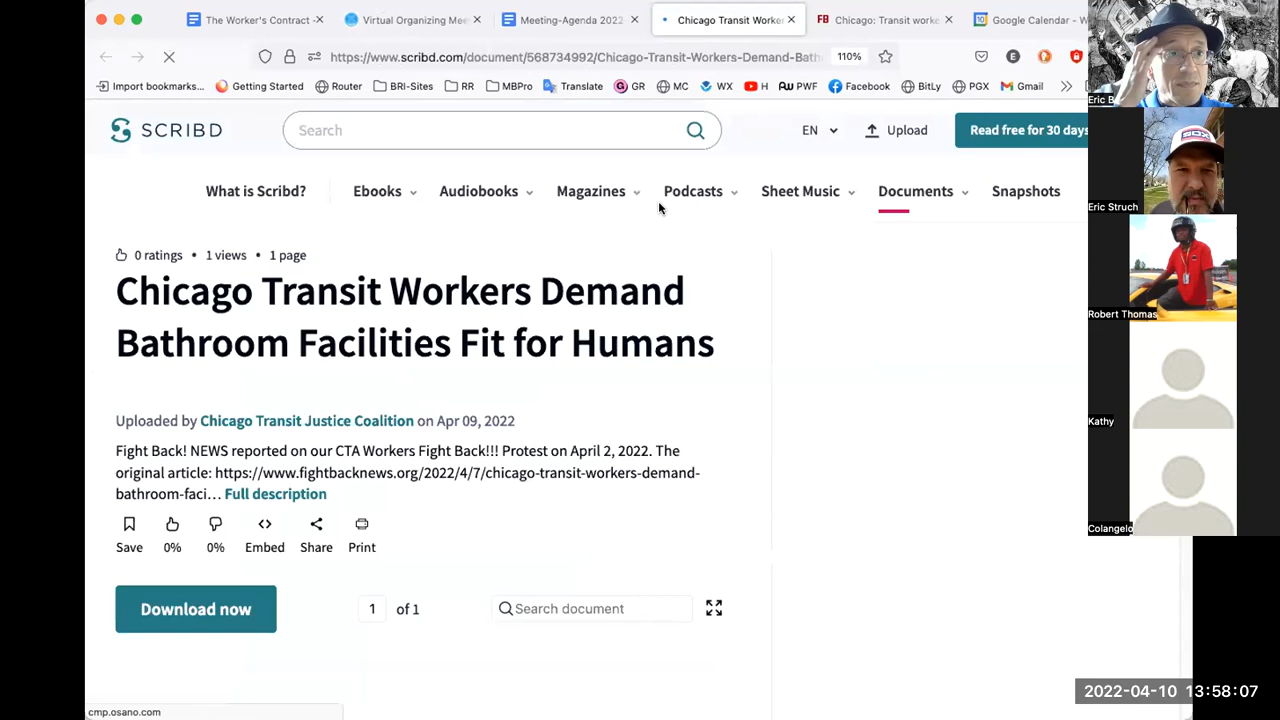 The Worker's Contract -
Virtual Organizing Mee
Meeting-Agenda 2022
Chicago Transit Worke
FB Chicago: Transit worke
Google Calendar - W
https://www.scribd.com/document/568734992/Chicago-Transit-Workers-Demand-Bath
110%
Import bookmarks...
Getting Started
Router
BRI-Sites
RR
MBPro
Translate
GR
MC
WX
H
PWF
Facebook
BitLy
PGX
Gmail
SCRIBD
Search
EN
Upload
Read free for 30 days
What is Scribd?
Ebooks
Audiobooks
Magazines
Podcasts
Sheet Music
Documents
Snapshots
0 ratings • 1 views • 1 page
Chicago Transit Workers Demand
Bathroom Facilities Fit for Humans
Uploaded by Chicago Transit Justice Coalition on Apr 09, 2022
Fight Back! NEWS reported on our CTA Workers Fight Back!!! Protest on April 2, 2022. The
original article: https://www.fightbacknews.org/2022/4/7/chicago-transit-workers-demand-
bathroom-faci... Full description
Save
0%
0%
Embed
Share
Print
Download now
1 of 1
Search document
cmp.osano.com
Eric B
Eric Struch
Robert Thomas
Kathy
Colangelo
2022-04-10 13:58:07